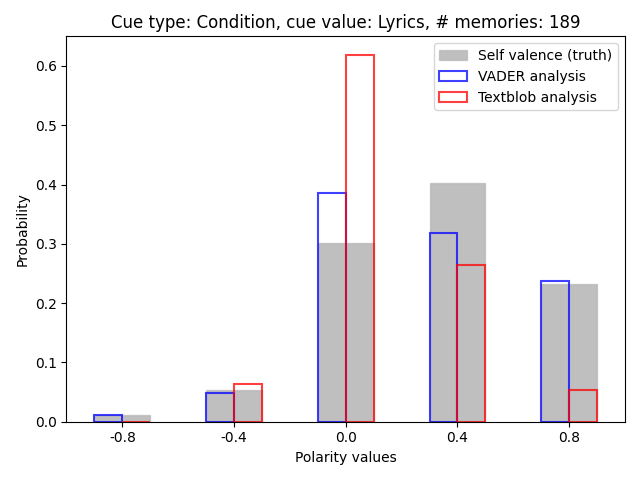 Cue type: Condition, cue value: Lyrics, # memories: 189
Self valence (truth)
VADER analysis
Textblob analysis
Probability
0.6
0.5
0.4
0.3
0.2
0.1
0.0
-0.8 -0.4 0.0 0.4 0.8
Polarity values